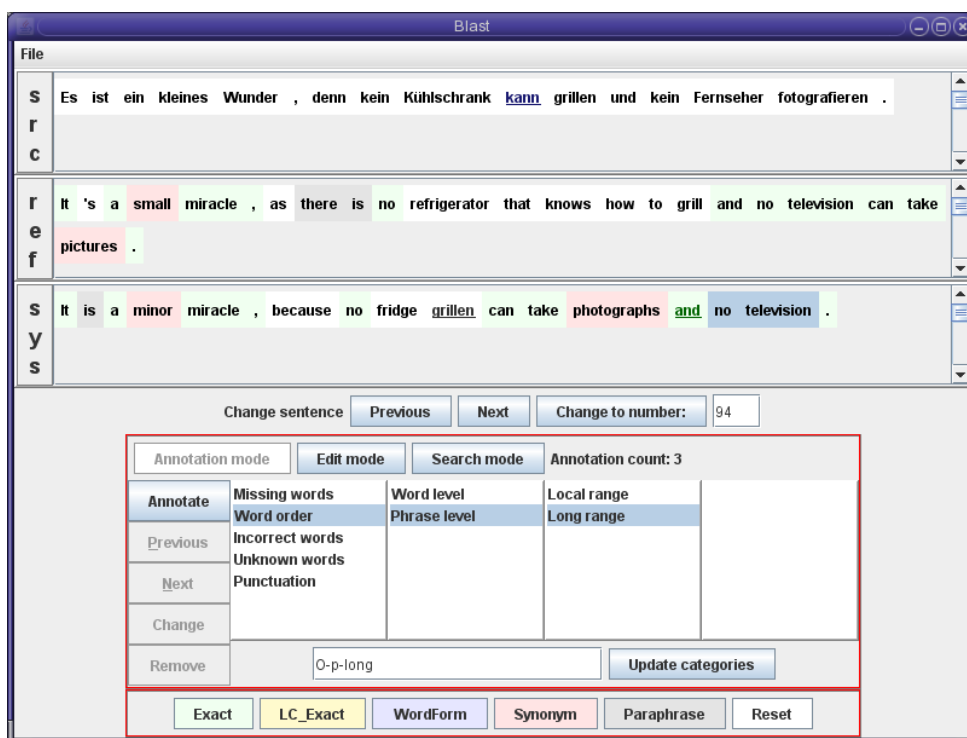 Blast
File
src
Es ist ein kleines Wunder , denn kein Kühlschrank kann grillen und kein Fernseher fotografieren .
ref
It 's a small miracle , as there is no refrigerator that knows how to grill and no television can take
pictures .
sys
It is a minor miracle , because no fridge grillen can take photographs and no television .
Change sentence Previous Next Change to number: 94
Annotation mode Edit mode Search mode Annotation count: 3
Annotate Missing words Word level Local range
Word order Phrase level Long range
Previous Incorrect words
Unknown words
Next Punctuation
Change
Remove O-p-long Update categories
Exact LC_Exact WordForm Synonym Paraphrase Reset